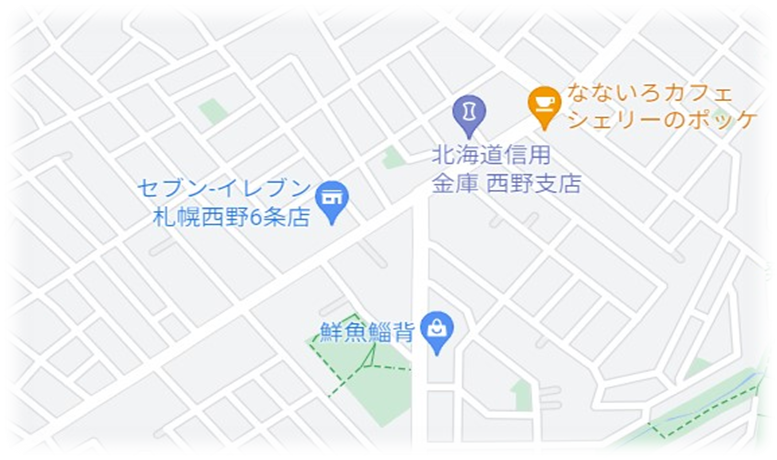 なないろカフェ
シェリーのポッケ
北海道信用
金庫 西野支店
セブン-イレブン
札幌西野6条店
鮮魚鯔背